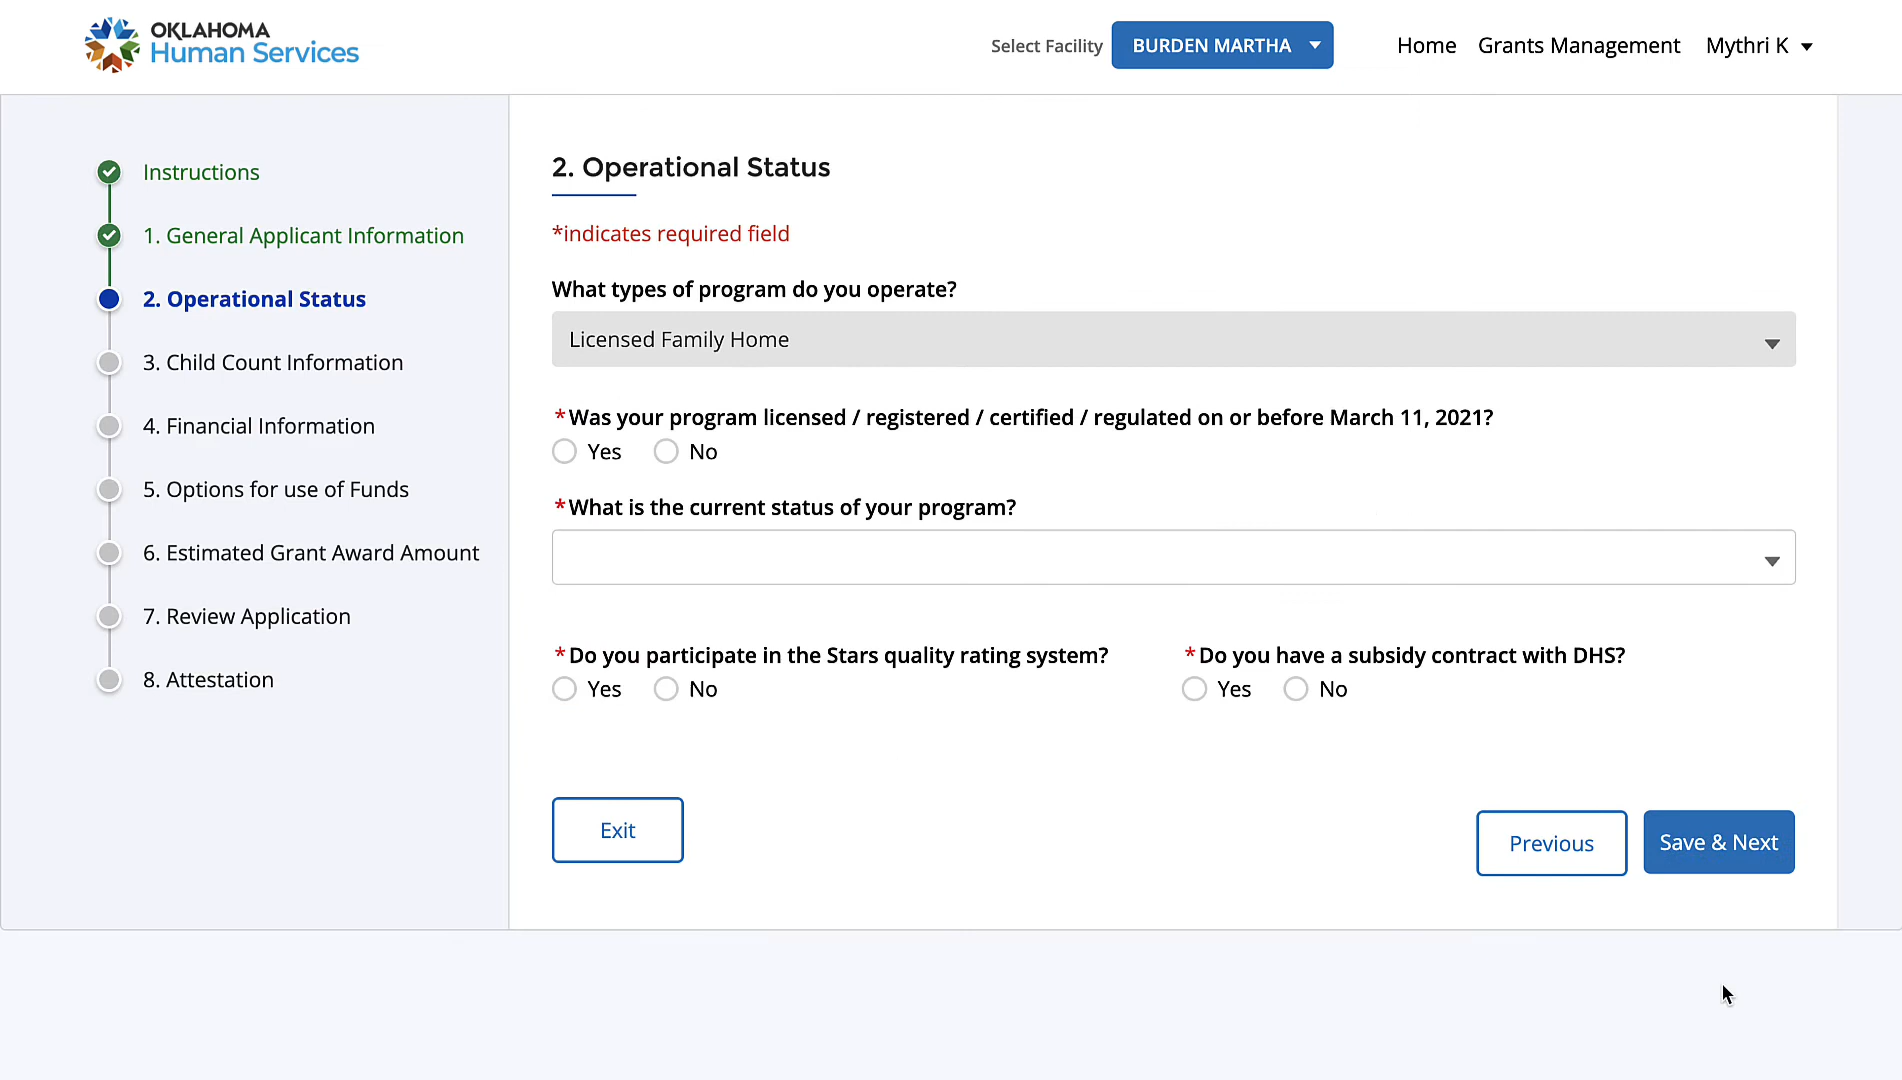 OKLAHOMA
Human Services
Select Facility
BURDEN MARTHA
Home
Grants Management
Mythri K
Instructions
1. General Applicant Information
2. Operational Status
3. Child Count Information
4. Financial Information
5. Options for use of Funds
6. Estimated Grant Award Amount
7. Review Application
8. Attestation
2. Operational Status
*indicates required field
What types of program do you operate?
Licensed Family Home
*Was your program licensed / registered / certified / regulated on or before March 11, 2021?
Yes No
*What is the current status of your program?
*Do you participate in the Stars quality rating system?
Yes No
*Do you have a subsidy contract with DHS?
Yes No
Exit
Previous
Save & Next